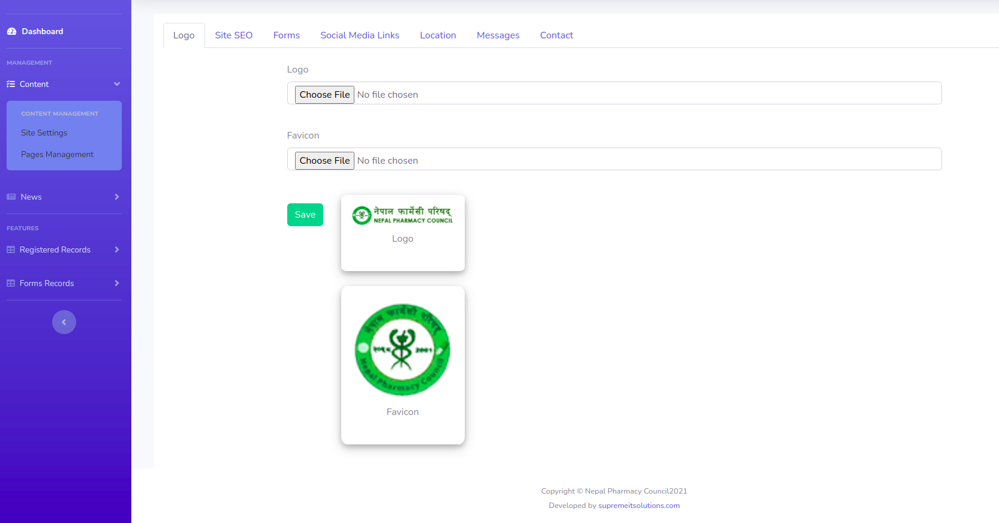 Dashboard
MANAGEMENT
Content
CONTENT MANAGEMENT
Site Settings
Pages Management
News
FEATURES
Registered Records
Forms Records
Logo Site SEO Forms Social Media Links Location Messages Contact
Logo
Choose File No file chosen
Favicon
Choose File No file chosen
Save
नेपाल फार्मेसी परिषद्
NEPAL PHARMACY COUNCIL
Logo
नेपाल फार्मेसी परिषद्
२०५८ 2001
Nepal Pharmacy Council
Favicon
Copyright © Nepal Pharmacy Council2021
Developed by supremeitsolutions.com